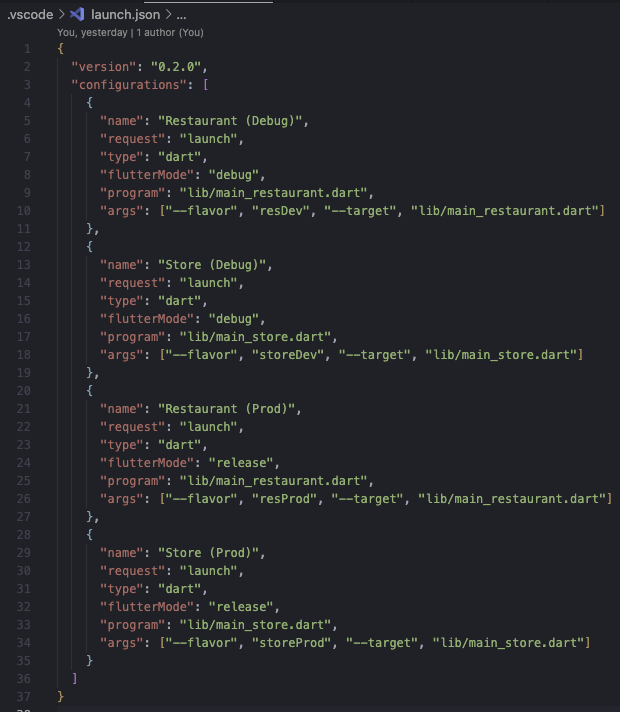 .vscode > launch.json > ...
You, yesterday | 1 author (You)
1 {
2   "version": "0.2.0",
3   "configurations": [
4     {
5       "name": "Restaurant (Debug)",
6       "request": "launch",
7       "type": "dart",
8       "flutterMode": "debug",
9       "program": "lib/main_restaurant.dart",
10       "args": ["--flavor", "resDev", "--target", "lib/main_restaurant.dart"]
11     },
12     {
13       "name": "Store (Debug)",
14       "request": "launch",
15       "type": "dart",
16       "flutterMode": "debug",
17       "program": "lib/main_store.dart",
18       "args": ["--flavor", "storeDev", "--target", "lib/main_store.dart"]
19     },
20     {
21       "name": "Restaurant (Prod)",
22       "request": "launch",
23       "type": "dart",
24       "flutterMode": "release",
25       "program": "lib/main_restaurant.dart",
26       "args": ["--flavor", "resProd", "--target", "lib/main_restaurant.dart"]
27     },
28     {
29       "name": "Store (Prod)",
30       "request": "launch",
31       "type": "dart",
32       "flutterMode": "release",
33       "program": "lib/main_store.dart",
34       "args": ["--flavor", "storeProd", "--target", "lib/main_store.dart"]
35     }
36   ]
37 }